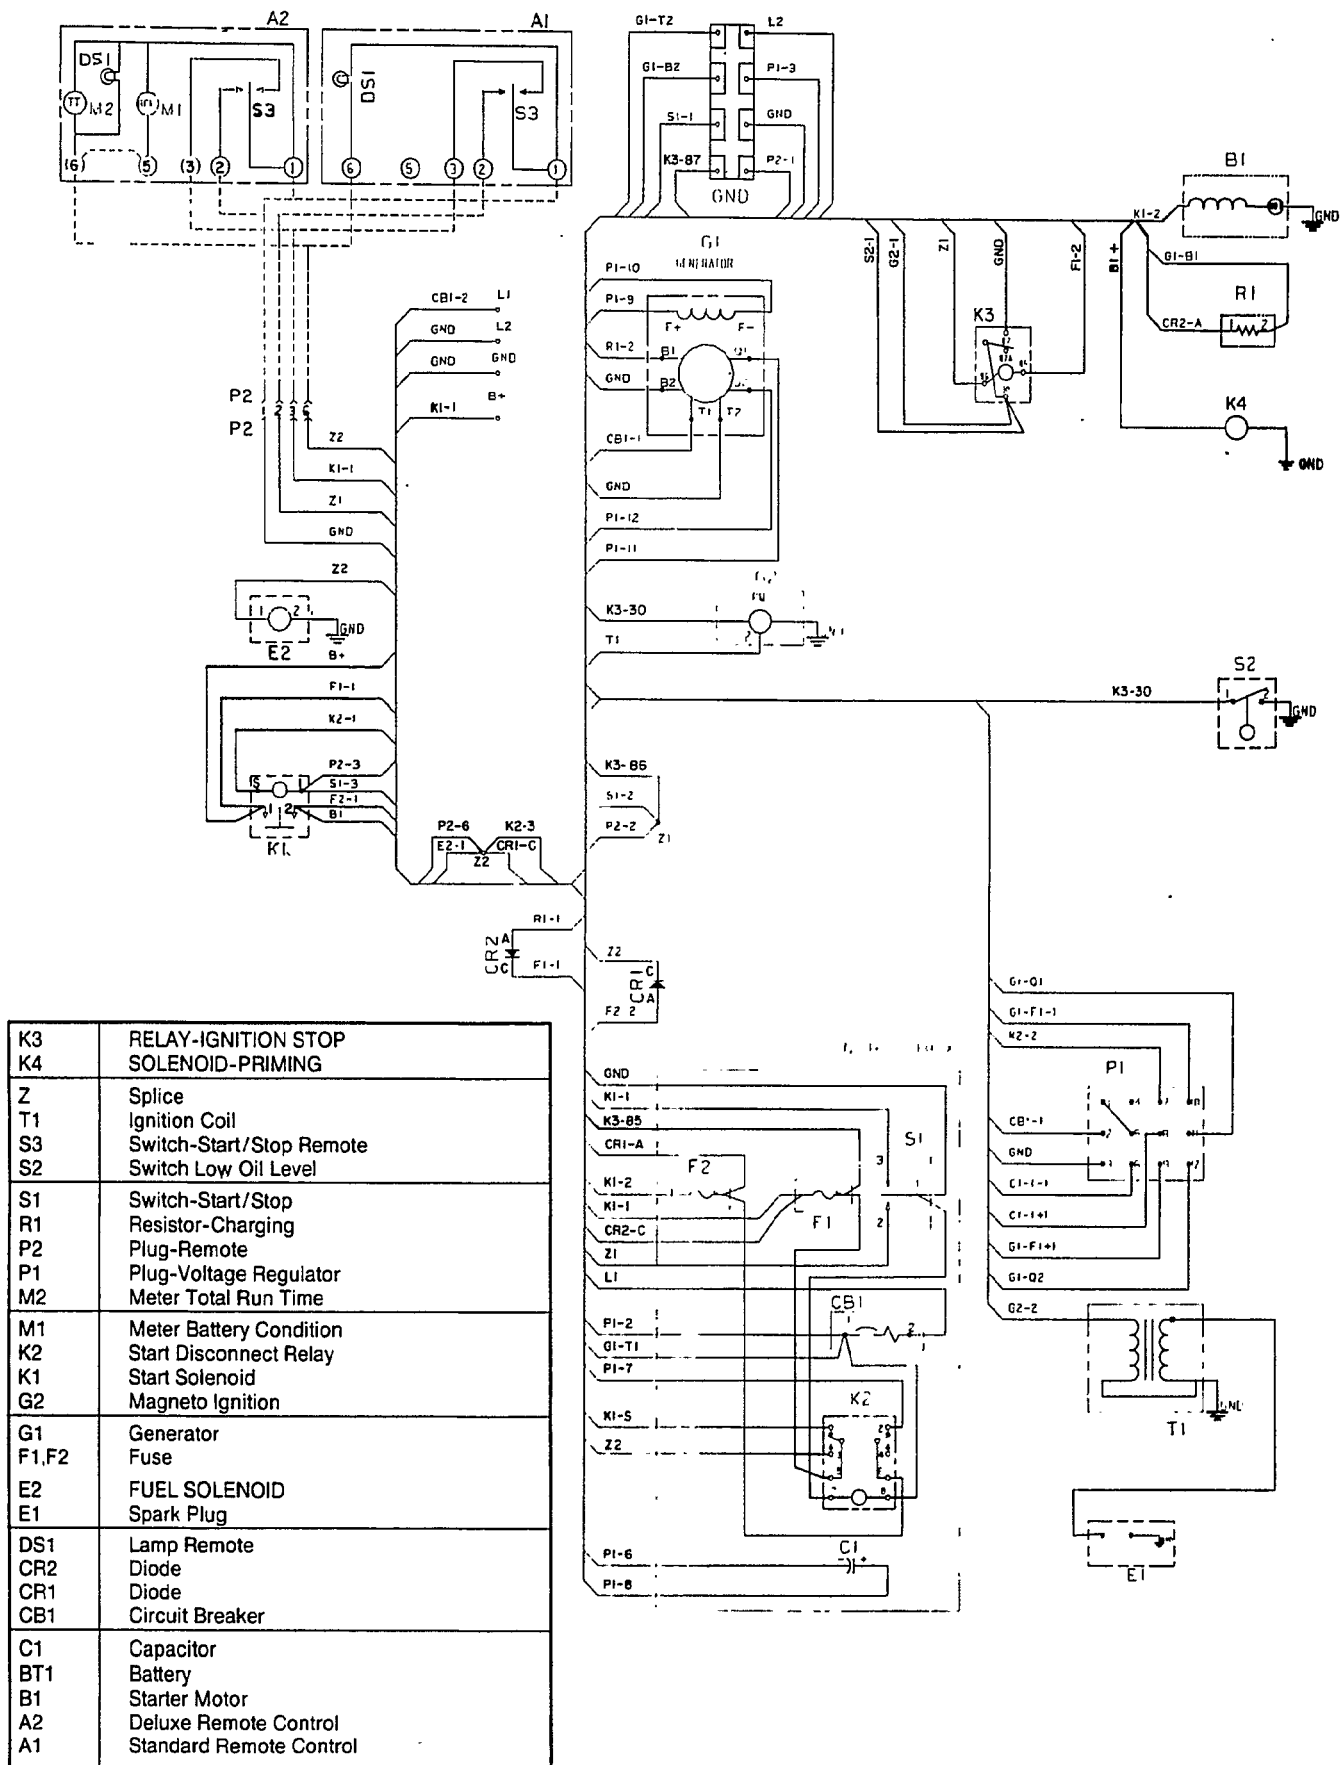 A2
A1
DS1
M2
M1
S3
(6)
5
(3)
2
1
DS1
S3
6
5
3
2
1
G1-T2
L2
G1-B2
P1-3
S1-1
GND
K3-87
P2-1
GND
B1
K1-2
GND
S2-1
G2-1
Z1
GND
F1-2
B1 +
G1-B1
R1
1 2
CR2-A
K3
87
87A
K4
GND
G1
GENERATOR
P1-10
P1-9
F+
F-
R1-2
B1
GND
B2
T1
T2
CB1-1
GND
P1-12
P1-11
CB1-2
L1
GND
L2
GND
GND
K1-1
B+
P2
2 3 6
P2
Z2
K1-1
Z1
GND
Z2
1 2
GND
E2
B+
F1-1
K2-1
P2-3
S1-3
F2-1
B1
S
1 2
K1
K3-30
T1
K3-30
S2
1 2
GND
K3-86
S1-2
P2-2
Z1
P2-6
K2-3
E2-1
CR1-C
Z2
R1-1
CR2
A
C
F1-1
Z2
CR1
C
A
F2 2
GND
K1-1
K3-85
CR1-A
F2
S1
3
K1-2
K1-1
F1
2
CR2-C
Z1
L1
CB1
P1-2
2
G1-T1
P1-7
K2
K1-S
Z2
C1
+
P1-6
P1-8
G1-Q1
G1-F1-1
K2-2
P1
CB1-1
GND
C1-1-1
C1-1+1
G1-F1+1
G1-Q2
G2-2
GND
T1
E1
K3 RELAY-IGNITION STOP
K4 SOLENOID-PRIMING
Z Splice
T1 Ignition Coil
S3 Switch-Start/Stop Remote
S2 Switch Low Oil Level
S1 Switch-Start/Stop
R1 Resistor-Charging
P2 Plug-Remote
P1 Plug-Voltage Regulator
M2 Meter Total Run Time
M1 Meter Battery Condition
K2 Start Disconnect Relay
K1 Start Solenoid
G2 Magneto Ignition
G1 Generator
F1,F2 Fuse
E2 FUEL SOLENOID
E1 Spark Plug
DS1 Lamp Remote
CR2 Diode
CR1 Diode
CB1 Circuit Breaker
C1 Capacitor
BT1 Battery
B1 Starter Motor
A2 Deluxe Remote Control
A1 Standard Remote Control